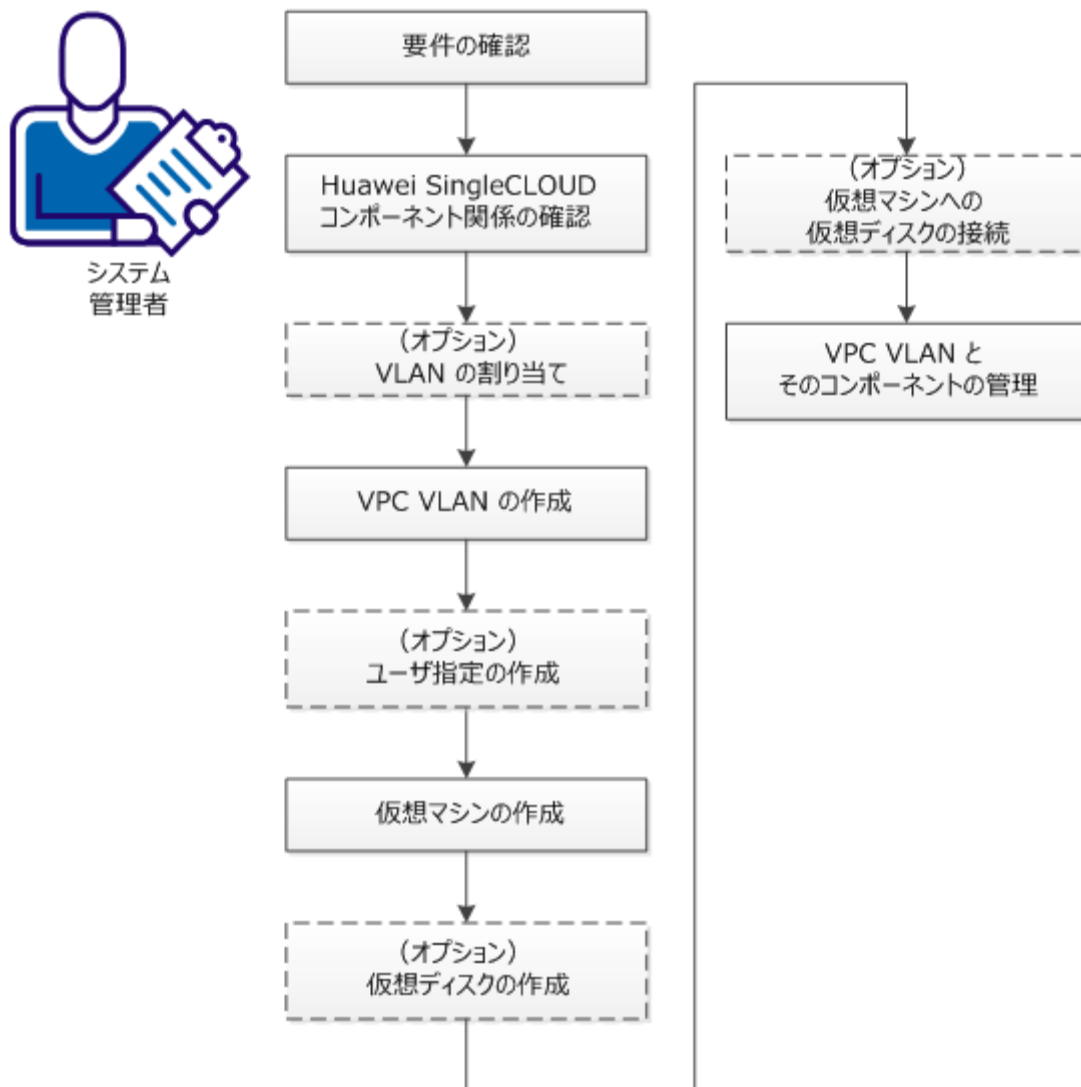 システム
管理者
要件の確認
Huawei SingleCLOUD
コンポーネント関係の確認
(オプション)
VLAN の割り当て
VPC VLAN の作成
(オプション)
ユーザ指定の作成
仮想マシンの作成
(オプション)
仮想ディスクの作成
(オプション)
仮想マシンへの
仮想ディスクの接続
VPC VLAN と
そのコンポーネントの管理